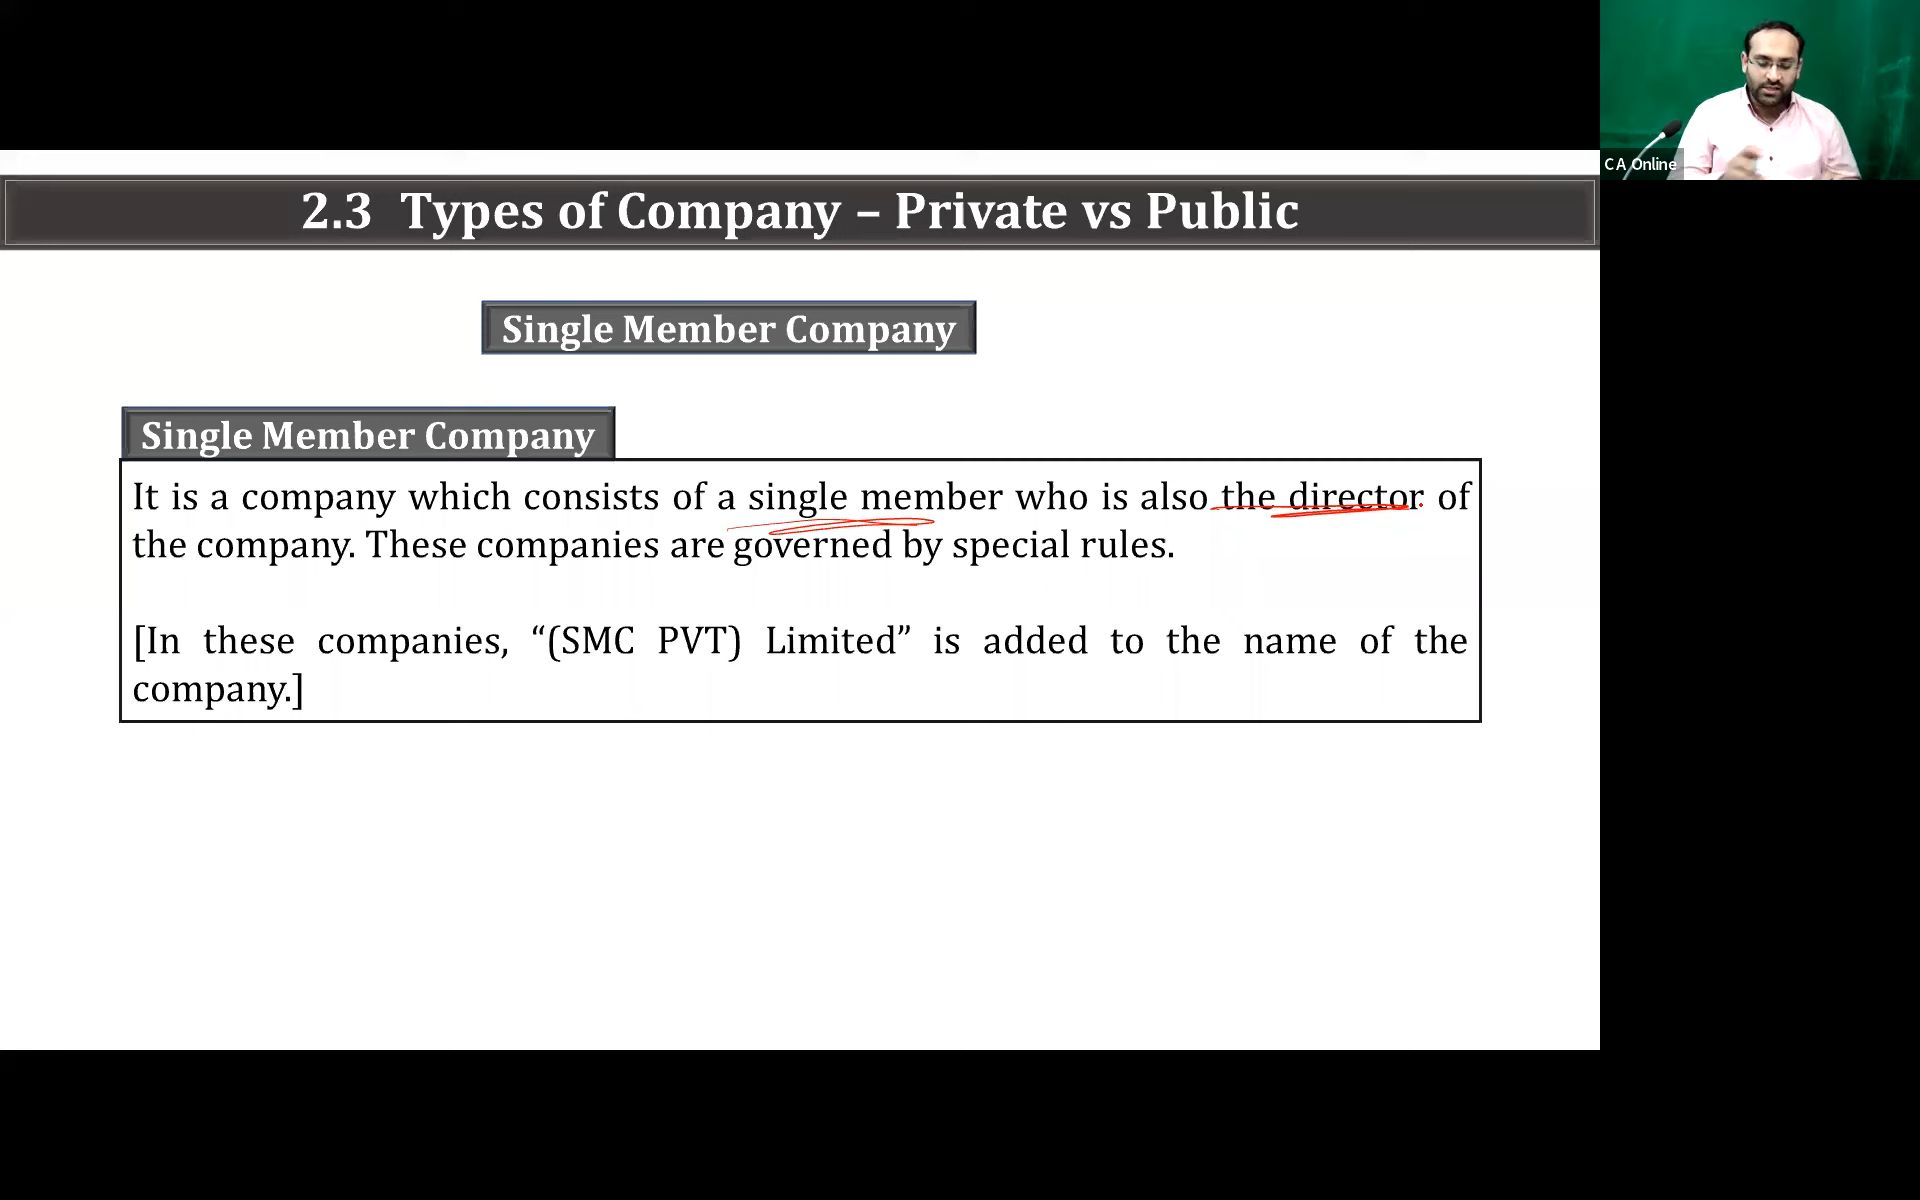 C A Online
2.3 Types of Company – Private vs Public
Single Member Company
Single Member Company
It is a company which consists of a single member who is also the director of
the company. These companies are governed by special rules.
[In these companies, “(SMC PVT) Limited” is added to the name of the
company.]